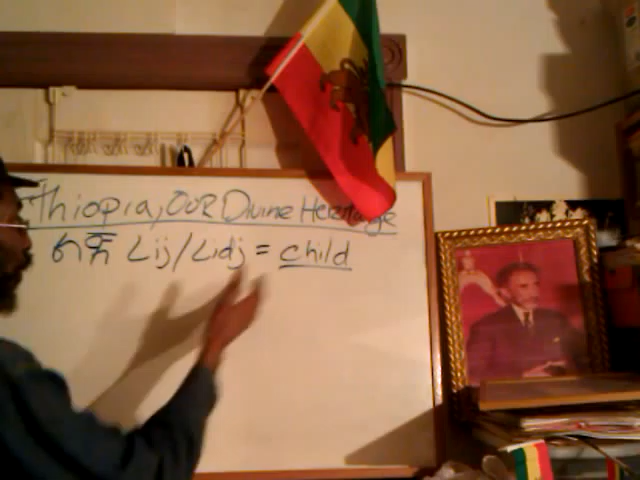 Ethiopia, OUR Divine Heritage
ልጅ Lij/Lidj = child